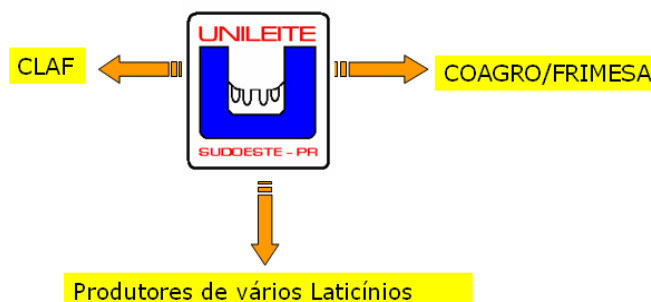 UNILEITE
CLAF
COAGRO/FRIMESA
SUDOESTE - PR
Produtores de vários Laticínios